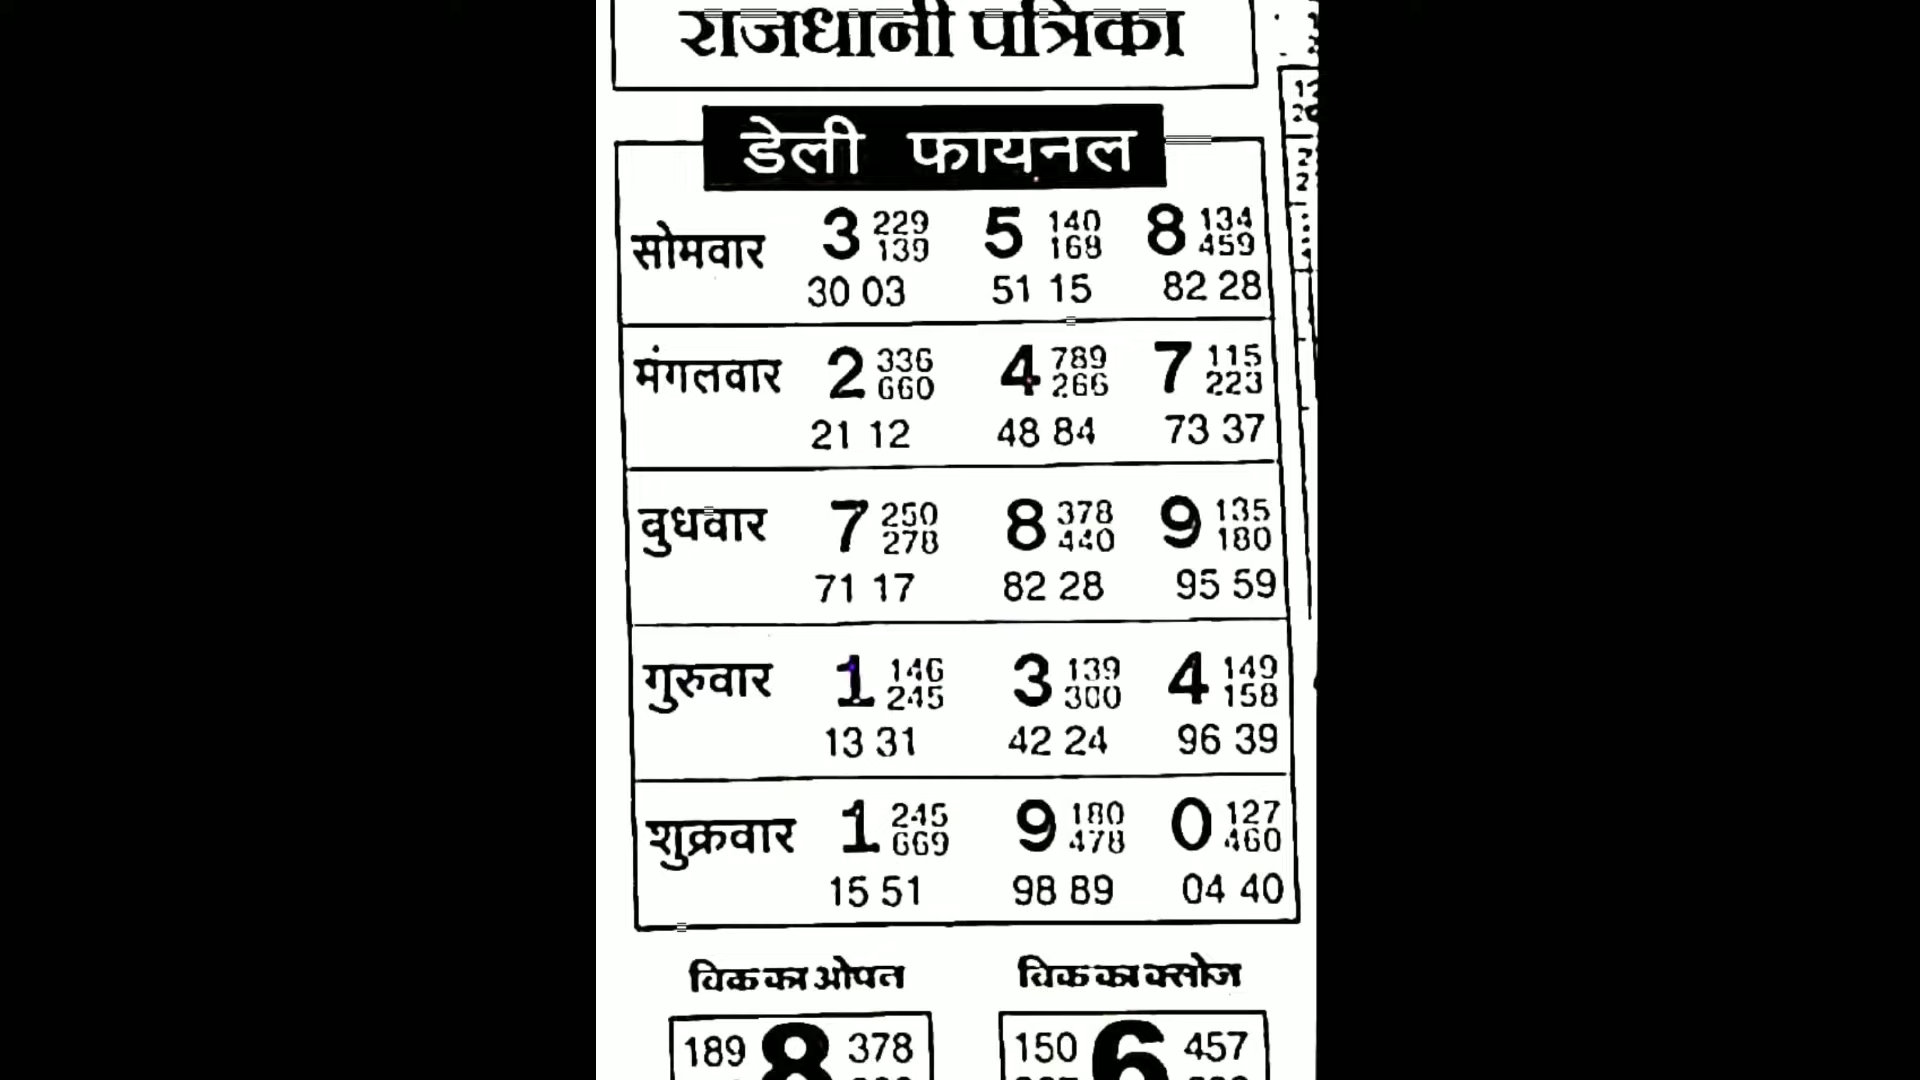 राजधानी पत्रिका
डेली फायनल
सोमवार 3 229 139 5 140 168 8 134 459
30 03 51 15 82 28
मंगलवार 2 336 660 4 789 266 7 115 223
21 12 48 84 73 37
बुधवार 7 250 278 8 378 440 9 135 180
71 17 82 28 95 59
गुरुवार 1 146 245 3 139 300 4 149 158
13 31 42 24 96 39
शुक्रवार 1 245 669 9 180 478 0 127 460
15 51 98 89 04 40
विक का ओपन विक का क्लोज
189 8 378 150 6 457